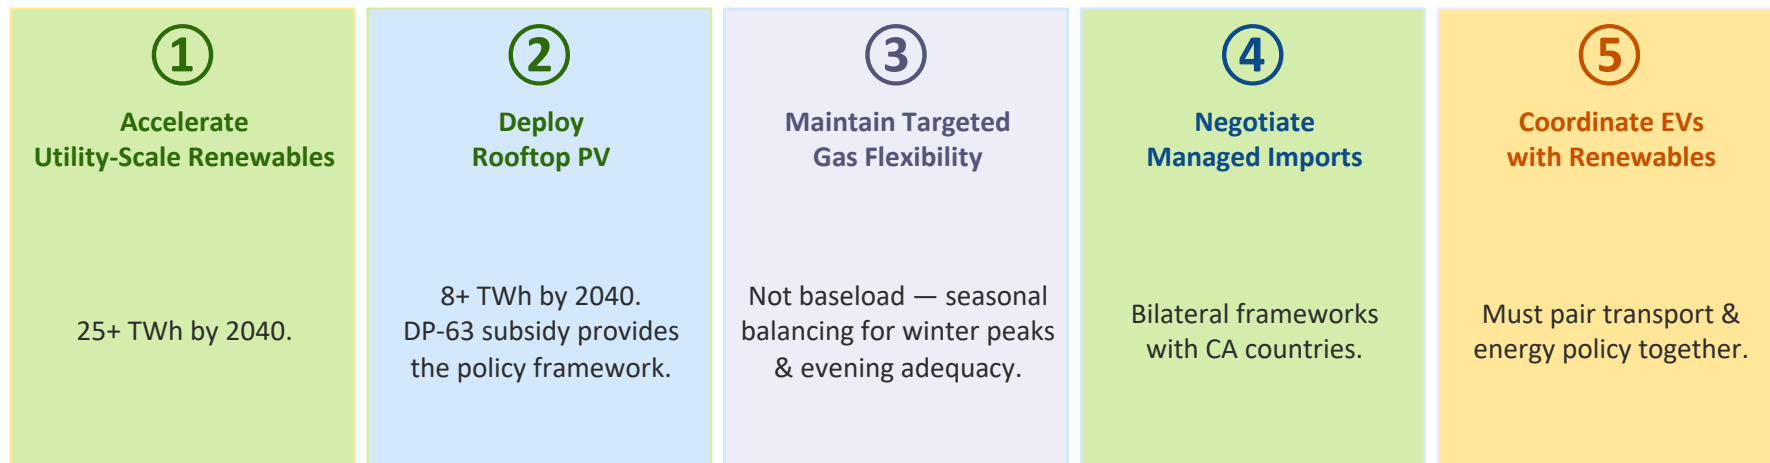 ①
Accelerate
Utility-Scale Renewables
25+ TWh by 2040.
②
Deploy
Rooftop PV
8+ TWh by 2040.
DP-63 subsidy provides
the policy framework.
③
Maintain Targeted
Gas Flexibility
Not baseload — seasonal
balancing for winter peaks
& evening adequacy.
④
Negotiate
Managed Imports
Bilateral frameworks
with CA countries.
⑤
Coordinate EVs
with Renewables
Must pair transport &
energy policy together.